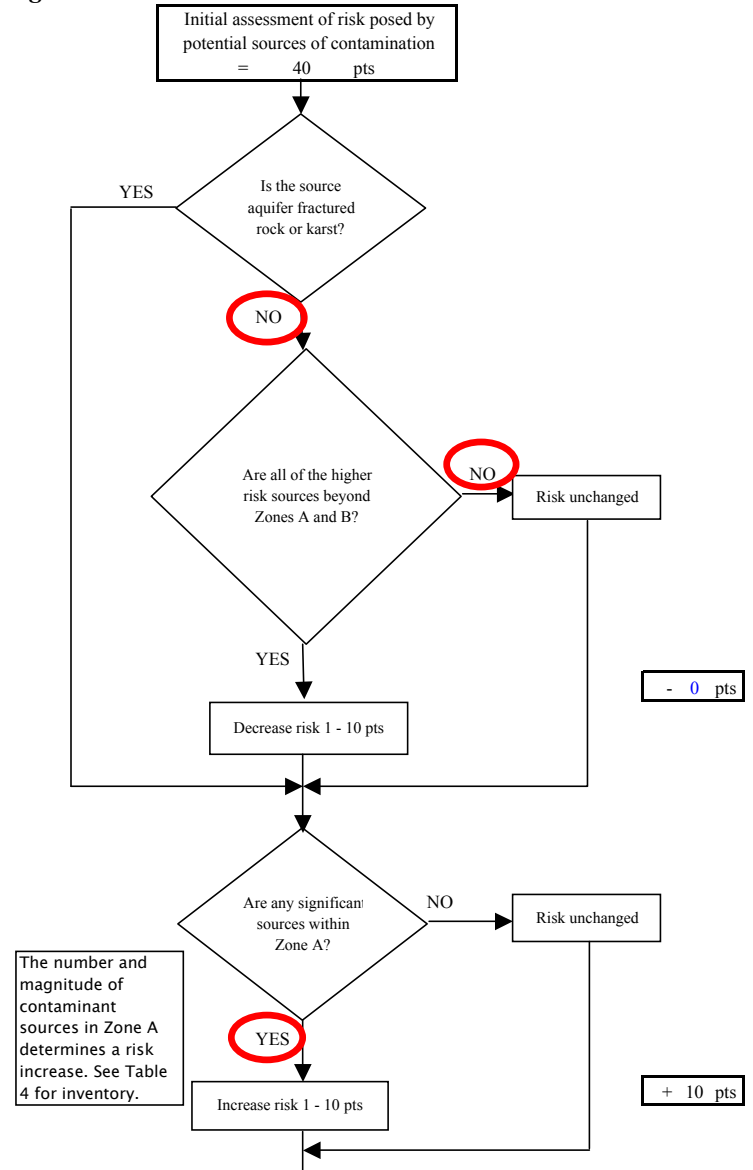 Initial assessment of risk posed by
potential sources of contamination
= 40 pts
Is the source
aquifer fractured
rock or karst?
YES
NO
Are all of the higher
risk sources beyond
Zones A and B?
NO
Risk unchanged
YES
- 0 pts
Decrease risk 1 - 10 pts
Are any significant
sources within
Zone A?
NO
Risk unchanged
The number and
magnitude of
contaminant
sources in Zone A
determines a risk
increase. See Table
4 for inventory.
YES
Increase risk 1 - 10 pts
+ 10 pts